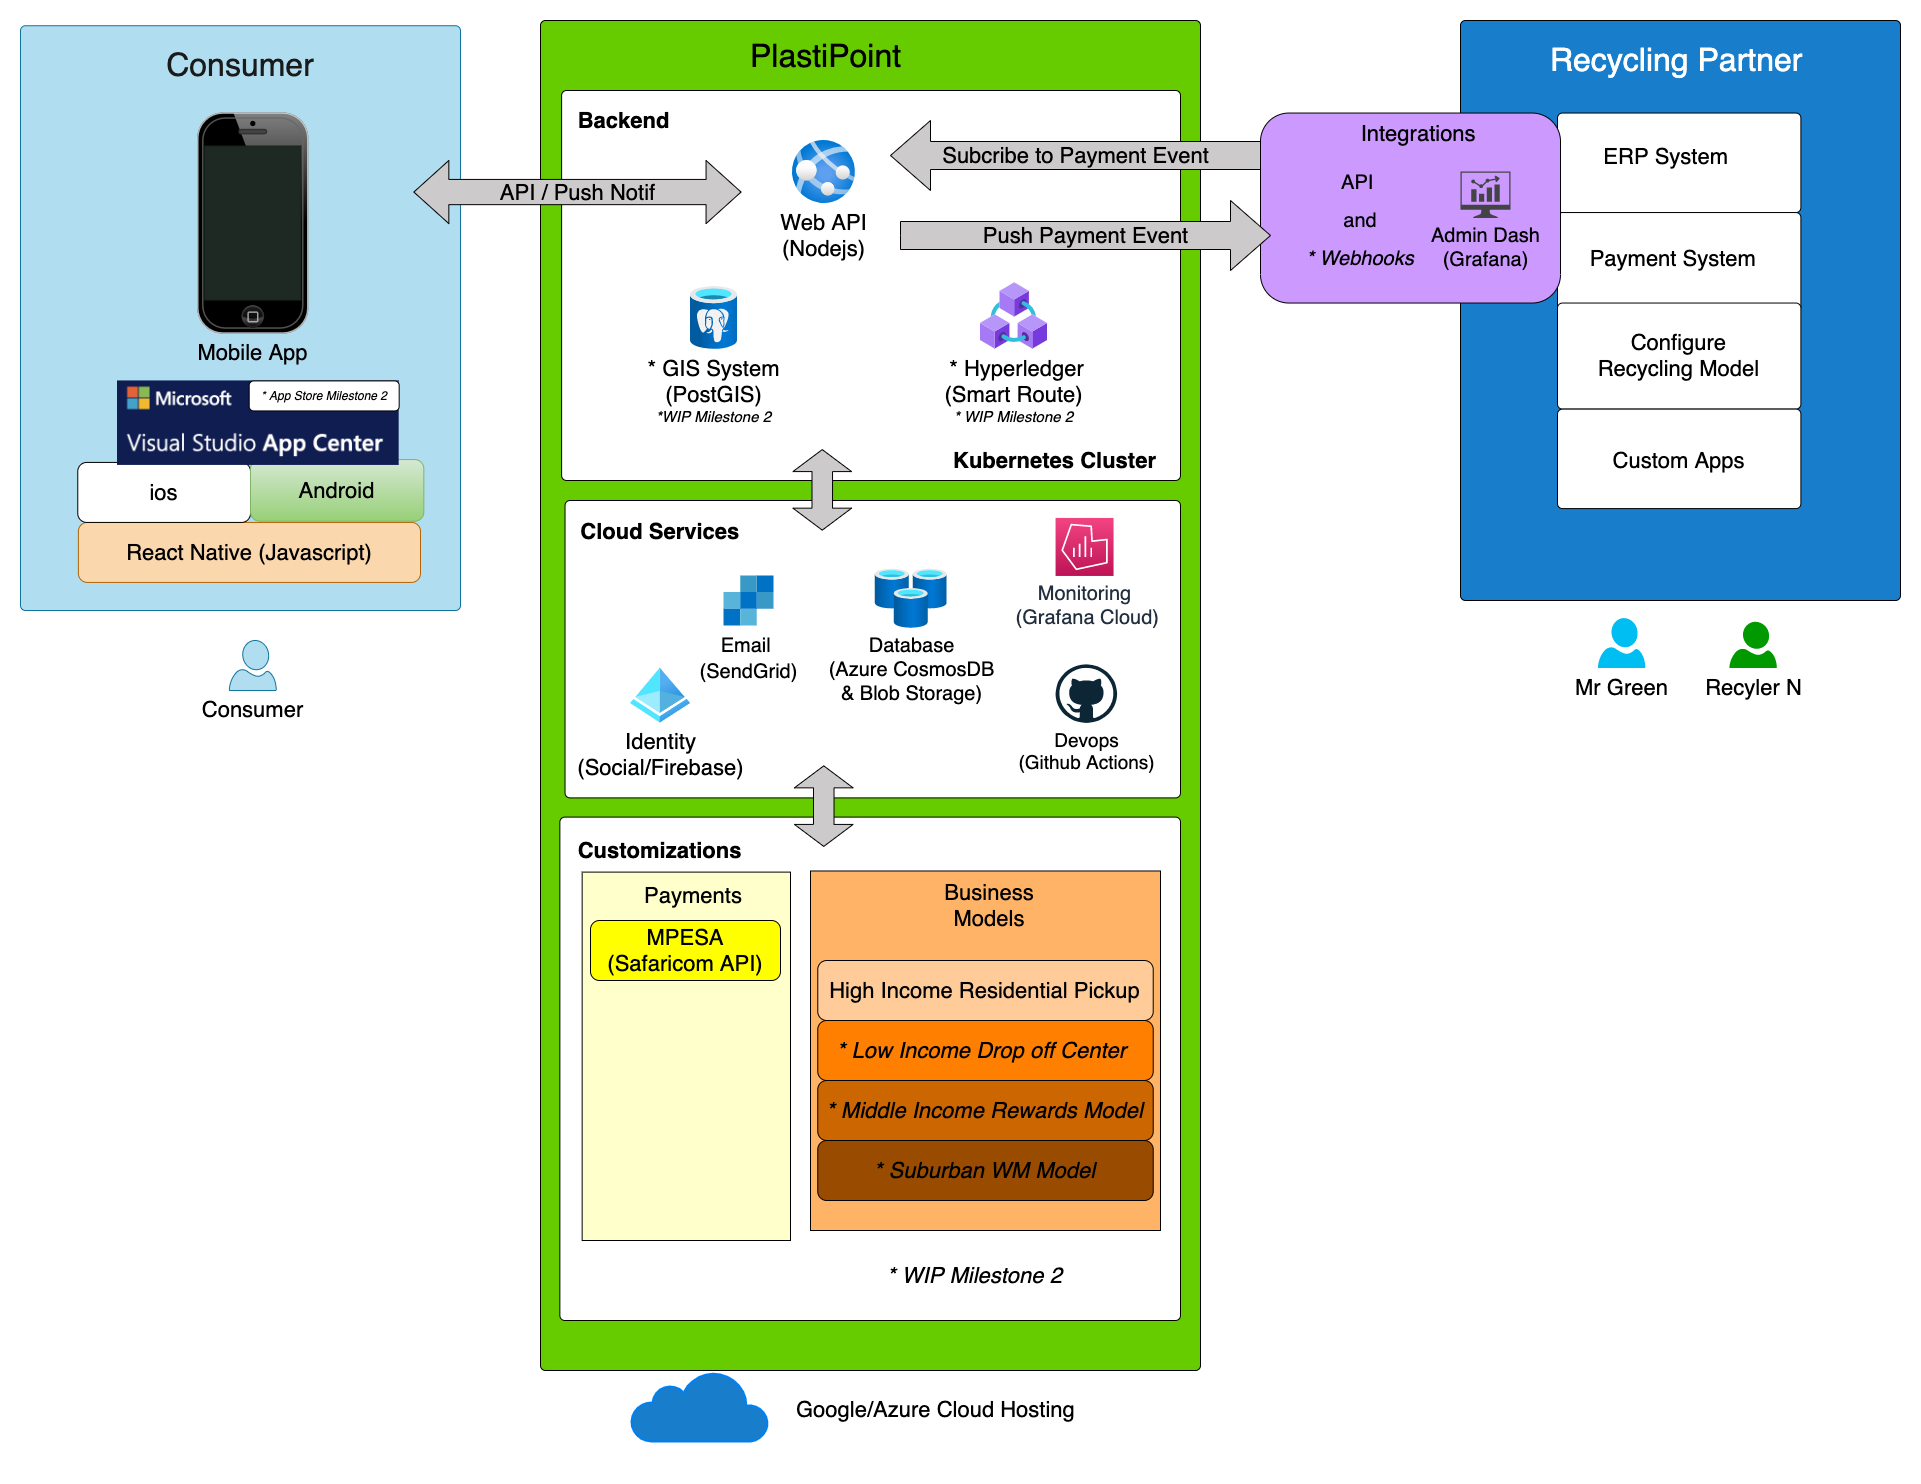 Consumer
Mobile App
Microsoft
* App Store Milestone 2
Visual Studio App Center
ios
Android
React Native (Javascript)
Consumer
PlastiPoint
Backend
API / Push Notif
Web API
(Nodejs)
Subcribe to Payment Event
Push Payment Event
* GIS System
(PostGIS)
*WIP Milestone 2
* Hyperledger
(Smart Route)
* WIP Milestone 2
Kubernetes Cluster
Cloud Services
Email
(SendGrid)
Database
(Azure CosmosDB
& Blob Storage)
Monitoring
(Grafana Cloud)
Identity
(Social/Firebase)
Devops
(Github Actions)
Customizations
Payments
MPESA
(Safaricom API)
Business
Models
High Income Residential Pickup
* Low Income Drop off Center
* Middle Income Rewards Model
* Suburban WM Model
* WIP Milestone 2
Google/Azure Cloud Hosting
Recycling Partner
Integrations
API
and
* Webhooks
Admin Dash
(Grafana)
ERP System
Payment System
Configure
Recycling Model
Custom Apps
Mr Green
Recyler N